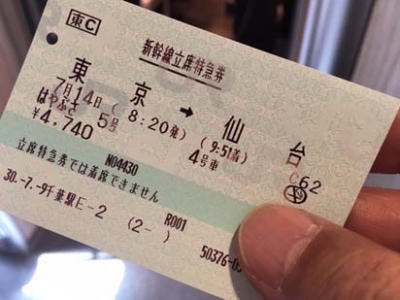 東C
新幹線立席特急券
東 京 → 仙 台
7月14日( 8:20発) (9:51着) C62
はやぶさ 5号 4号車
¥4,740
N04430
立席特急券では着席できません
R001
30.-7.-9千葉駅E-2 (2- )
50376-0